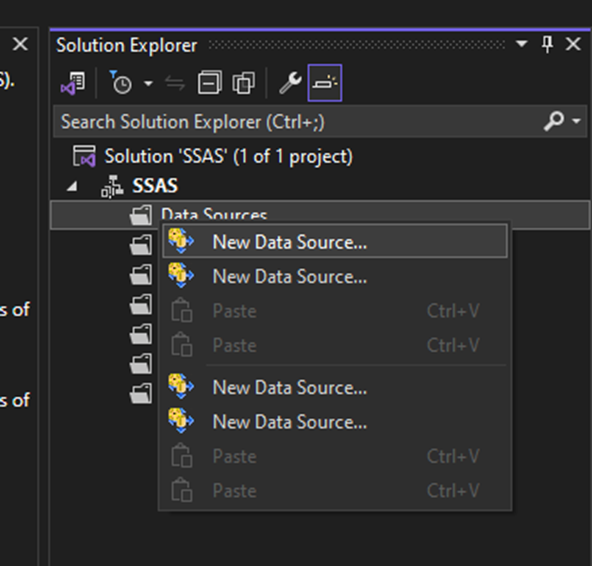 Solution Explorer
S).
Search Solution Explorer (Ctrl+;)
Solution 'SSAS' (1 of 1 project)
SSAS
Data Sources
New Data Source...
New Data Source...
s of
Paste Ctrl+V
Paste Ctrl+V
New Data Source...
s of
New Data Source...
Paste Ctrl+V
Paste Ctrl+V